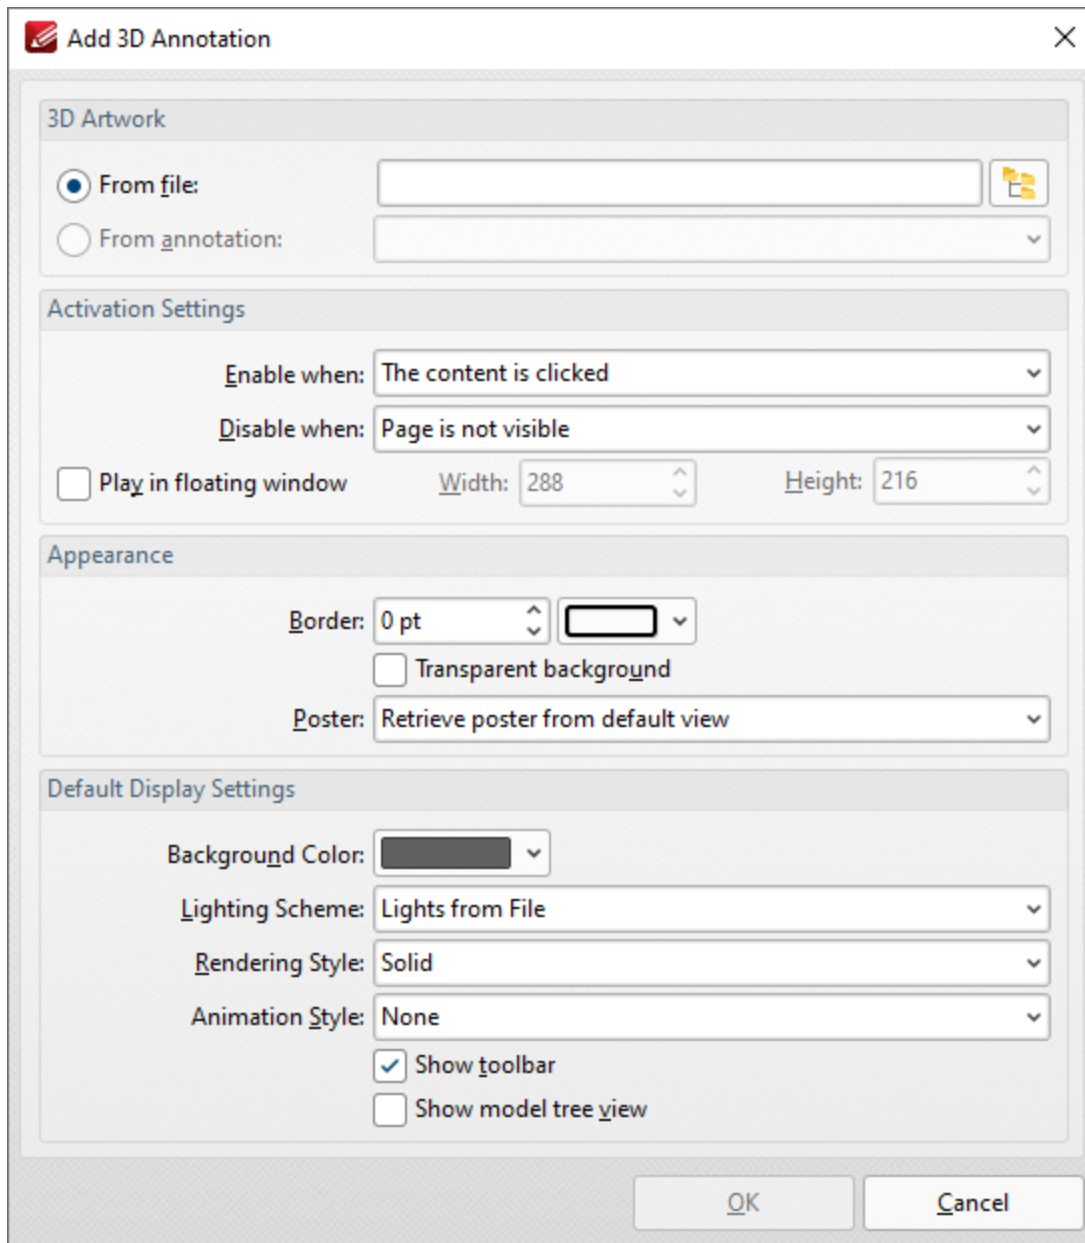 Add 3D Annotation
3D Artwork
From file:
From annotation:
Activation Settings
Enable when: The content is clicked
Disable when: Page is not visible
Play in floating window Width: 288 Height: 216
Appearance
Border: 0 pt
Transparent background
Poster: Retrieve poster from default view
Default Display Settings
Background Color:
Lighting Scheme: Lights from File
Rendering Style: Solid
Animation Style: None
Show toolbar
Show model tree view
OK Cancel